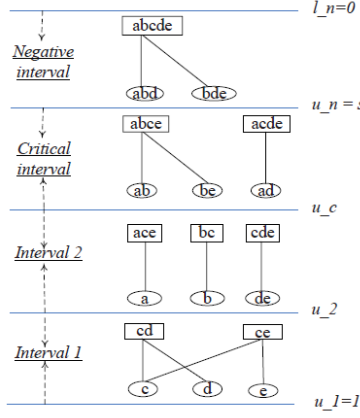 l_n=0
abcde
Negative
interval
abd bde
u_n = s
abce acde
Critical
interval
ab be ad
u_c
ace bc cde
Interval 2
a b de
u_2
cd ce
Interval 1
c d e
u_1=1